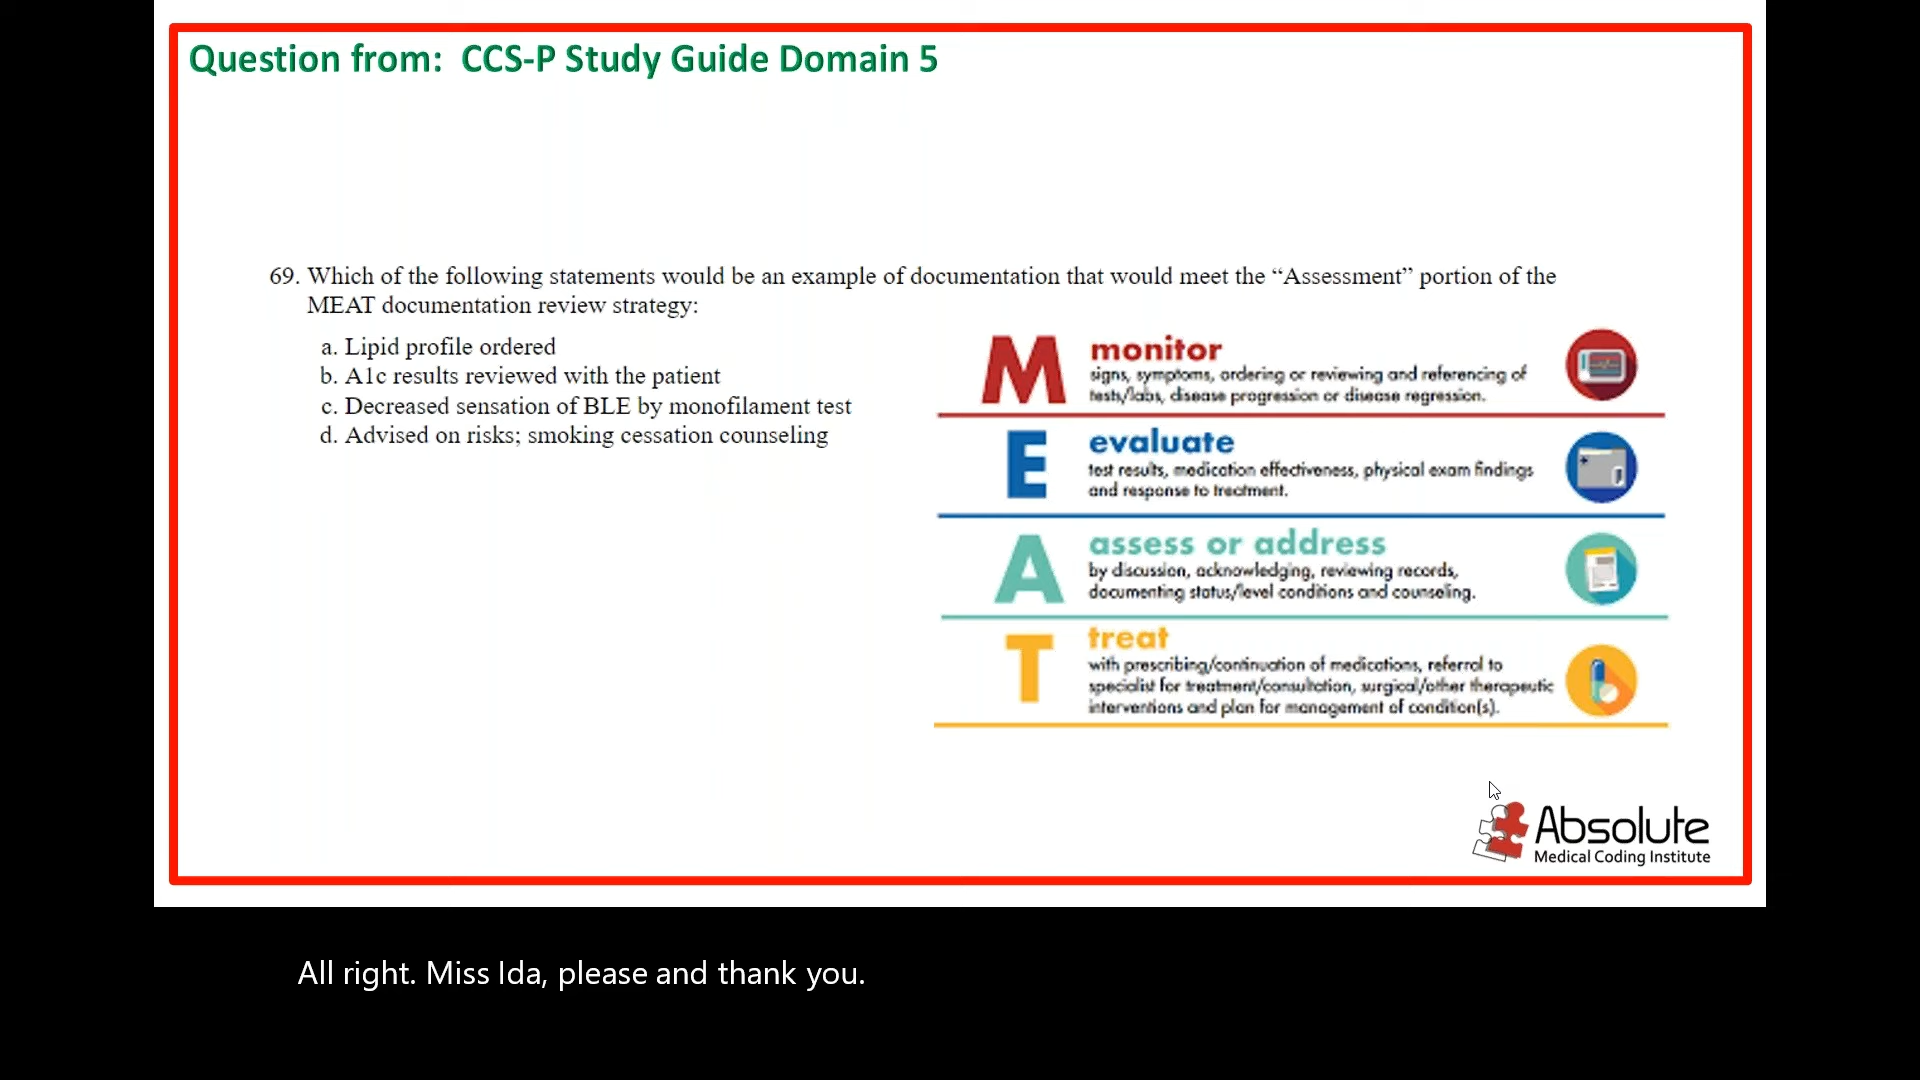 Question from: CCS-P Study Guide Domain 5
69. Which of the following statements would be an example of documentation that would meet the “Assessment” portion of the
MEAT documentation review strategy:
a. Lipid profile ordered
b. A1c results reviewed with the patient
c. Decreased sensation of BLE by monofilament test
d. Advised on risks; smoking cessation counseling
M monitor
signs, symptoms, ordering or reviewing and referencing of
tests/labs, disease progression or disease regression.
E evaluate
test results, medication effectiveness, physical exam findings
and response to treatment.
A assess or address
by discussion, acknowledging, reviewing records,
documenting status/level conditions and counseling.
T treat
with prescribing/continuation of medications, referral to
specialist for treatment/consultation, surgical/other therapeutic
interventions and plan for management of condition(s).
Absolute
Medical Coding Institute
All right. Miss Ida, please and thank you.